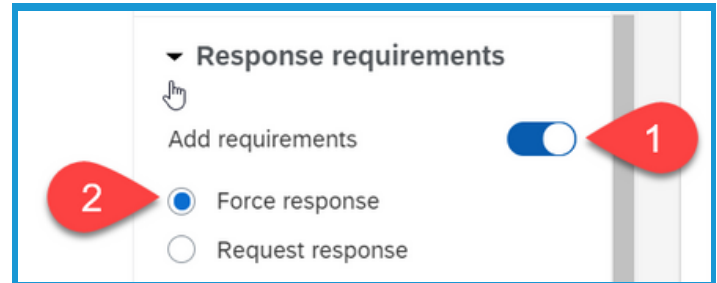 Response requirements
Add requirements
1
2
Force response
Request response